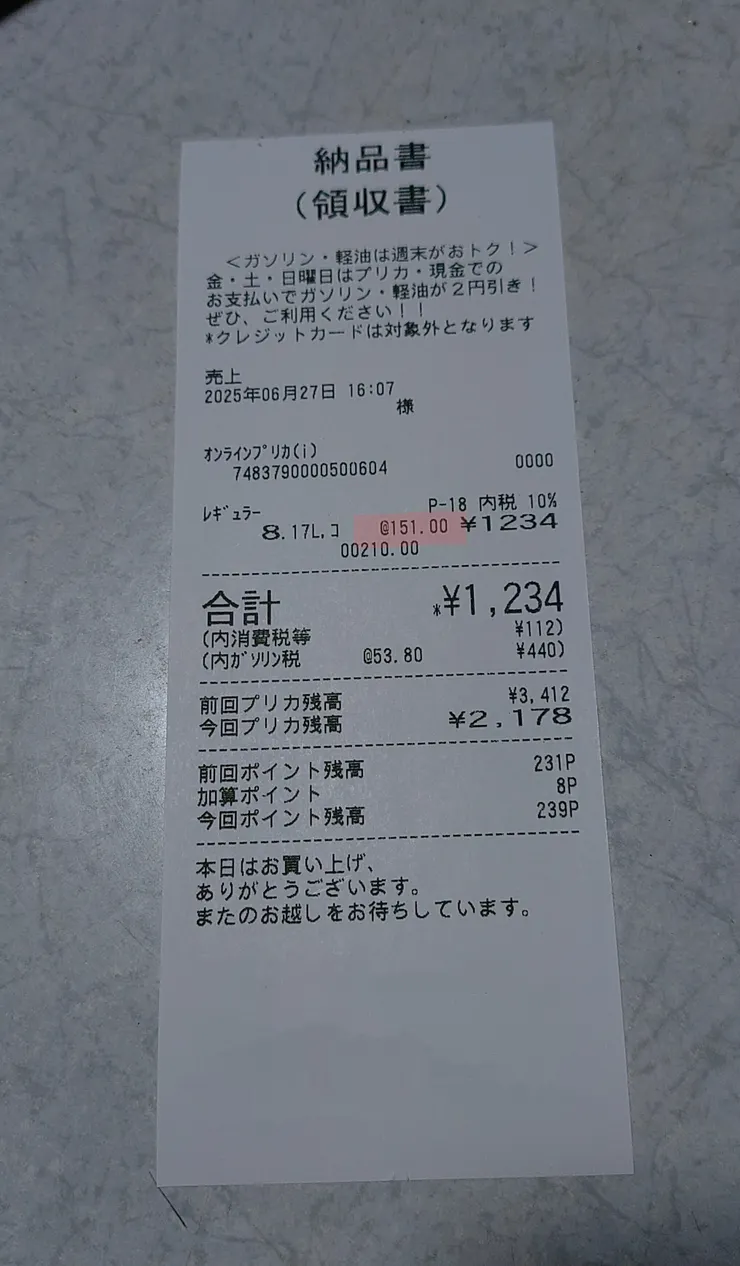 納品書
(領収書)
<ガソリン・軽油は週末がおトク!>
金・土・日曜日はプリカ・現金での
お支払いでガソリン・軽油が2円引き!
ぜひ、ご利用ください!!
*クレジットカードは対象外となります
売上
2025年06月27日 16:07
様
オンラインプリカ(i)
7483790000500604 0000
レギュラー P-18 内税 10%
8.17L,コ @151.00 ¥1234
00210.00
合計 *¥1,234
(内消費税等 ¥112)
(内ガソリン税 @53.80 ¥440)
前回プリカ残高 ¥3,412
今回プリカ残高 ¥2,178
前回ポイント残高 231P
加算ポイント 8P
今回ポイント残高 239P
本日はお買い上げ、
ありがとうございます。
またのお越しをお待ちしています。